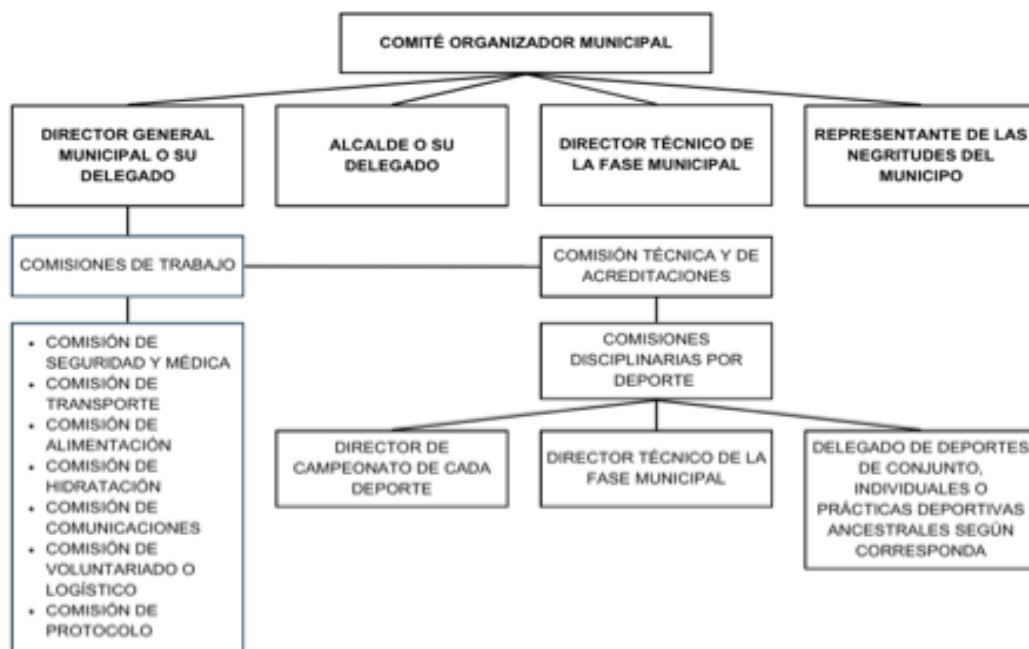 COMITÉ ORGANIZADOR MUNICIPAL
DIRECTOR GENERAL
MUNICIPAL O SU
DELEGADO
ALCALDE O SU
DELEGADO
DIRECTOR TÉCNICO DE
LA FASE MUNICIPAL
REPRESENTANTE DE LAS
NEGRITUDES DEL
MUNICIPO
COMISIONES DE TRABAJO
COMISIÓN TÉCNICA Y DE
ACREDITACIONES
• COMISIÓN DE
SEGURIDAD Y MÉDICA
• COMISIÓN DE
TRANSPORTE
• COMISIÓN DE
ALIMENTACIÓN
• COMISIÓN DE
HIDRATACIÓN
• COMISIÓN DE
COMUNICACIONES
• COMISIÓN DE
VOLUNTARIADO O
LOGÍSTICO
• COMISIÓN DE
PROTOCOLO
COMISIONES
DISCIPLINARIAS POR
DEPORTE
DIRECTOR DE
CAMPEONATO DE CADA
DEPORTE
DIRECTOR TÉCNICO DE LA
FASE MUNICIPAL
DELEGADO DE DEPORTES
DE CONJUNTO,
INDIVIDUALES O
PRÁCTICAS DEPORTIVAS
ANCESTRALES SEGÚN
CORRESPONDA